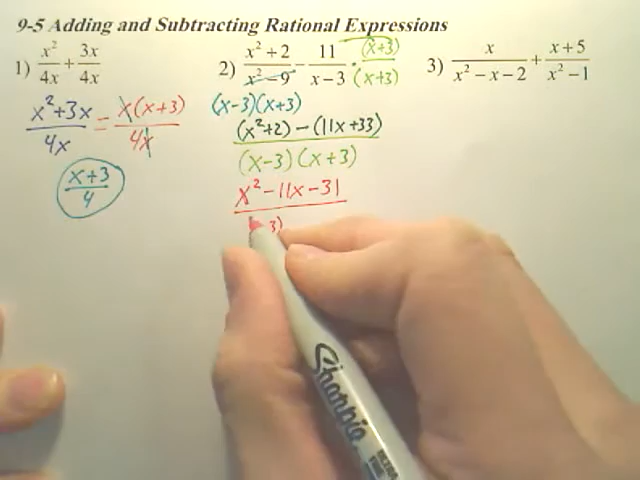 9-5 Adding and Subtracting Rational Expressions
1) x²/4x + 3x/4x
2) (x² + 2)/(x² − 9) − 11/(x − 3) · (x+3)/(x+3)
3) x/(x² − x − 2) + (x + 5)/(x² − 1)
(x² + 3x)/4x = x(x+3)/4x
(x+3)/4
(x-3)(x+3)
(x²+2) − (11x+33)
(x-3)(x+3)
x² − 11x − 31
3)
Sharpie